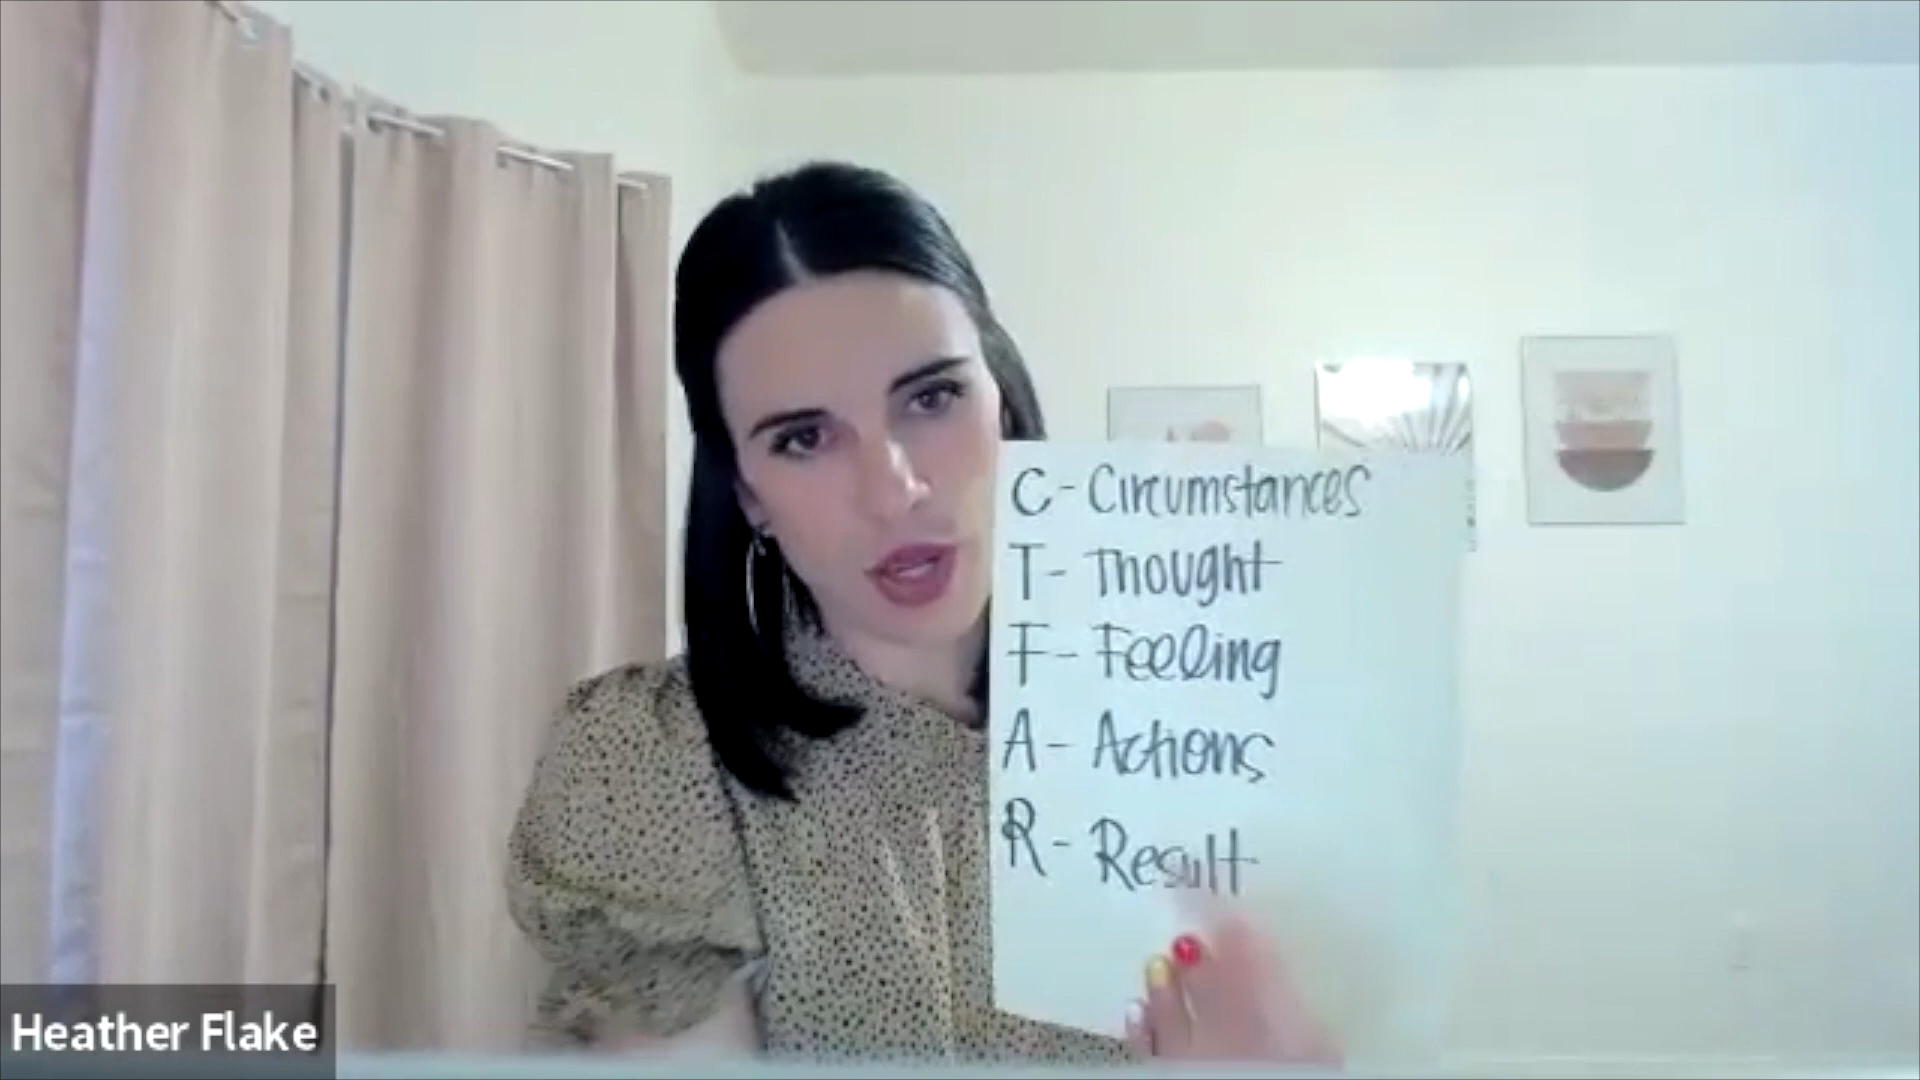 C - Circumstances
T - Thought
F - Feeling
A - Actions
R - Result
Heather Flake